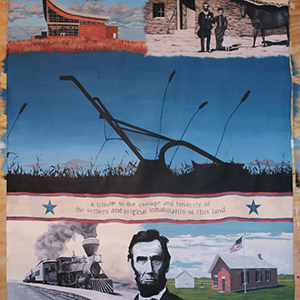 A tribute to the courage and tenacity of
the settlers and original inhabitants of this land.